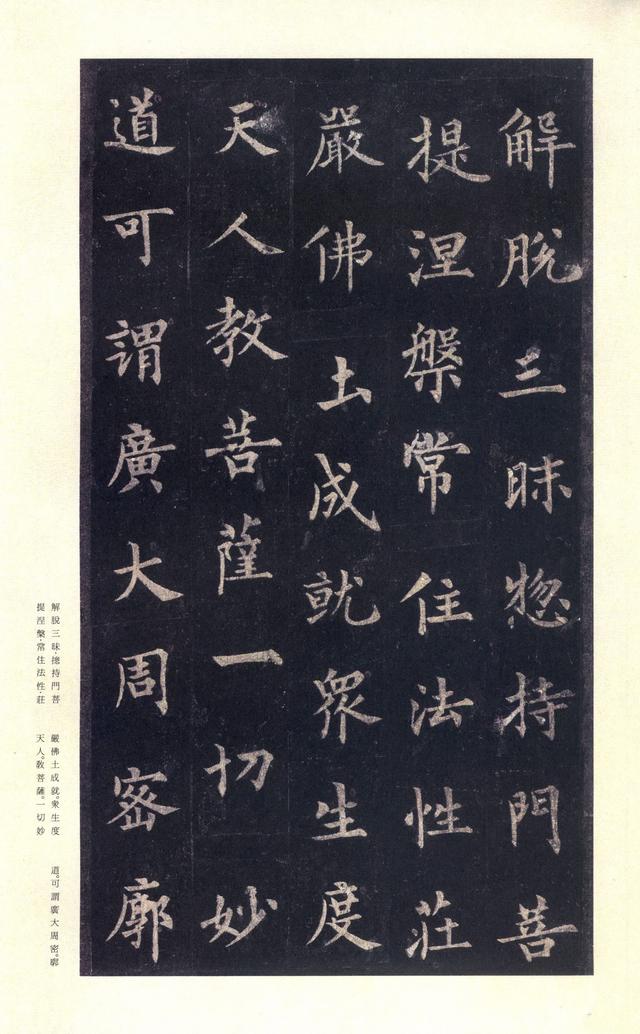 解脫三昧惣持門菩
提涅槃常住法性莊
嚴佛土成就眾生度
天人教菩薩一切妙
道可謂廣大周密廓
解脫三昧·摠持門菩
提涅槃·常住法性·莊
嚴佛土成就。衆生度
天人。敎菩薩。一切妙
道。可謂廣大周密。廓